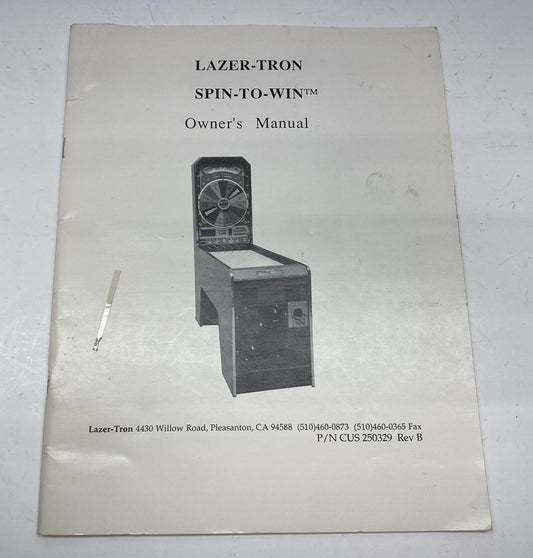 LAZER-TRON
SPIN-TO-WIN™
Owner's Manual
Lazer-Tron 4430 Willow Road, Pleasanton, CA 94588 (510)460-0873 (510)460-0365 Fax
P/N CUS 250329 Rev B